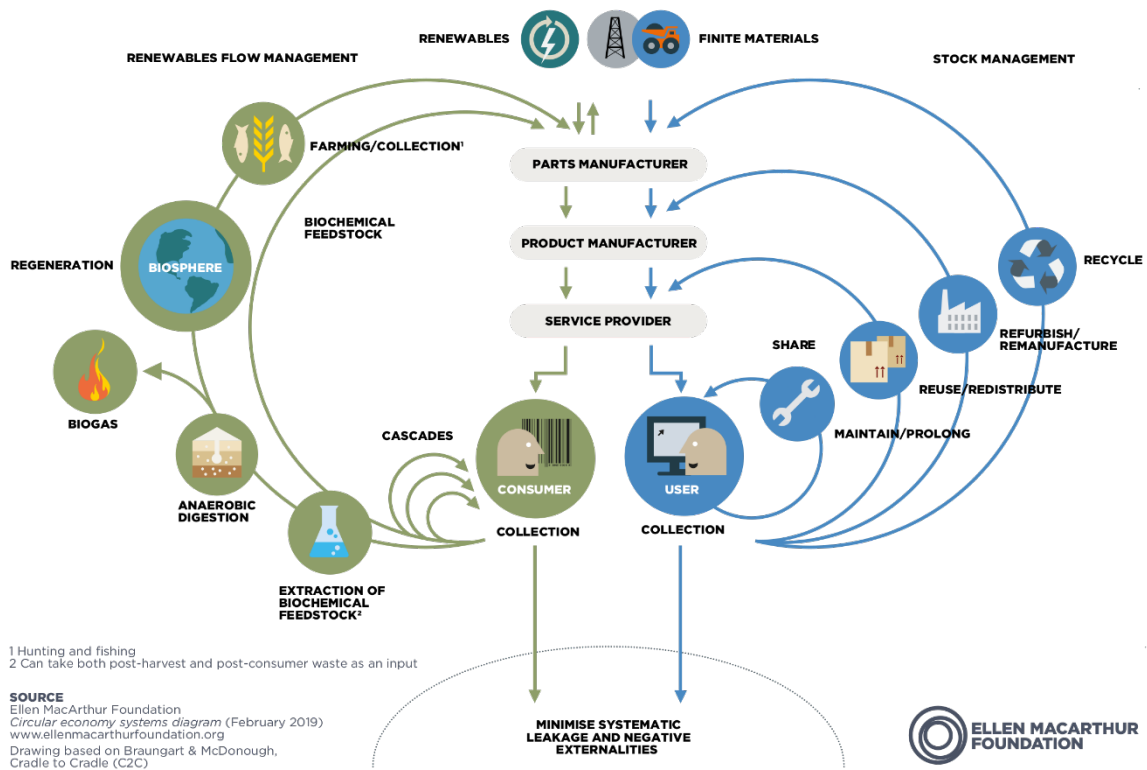 RENEWABLES
FINITE MATERIALS
RENEWABLES FLOW MANAGEMENT
STOCK MANAGEMENT
FARMING/COLLECTION¹
PARTS MANUFACTURER
BIOCHEMICAL
FEEDSTOCK
PRODUCT MANUFACTURER
REGENERATION
BIOSPHERE
RECYCLE
SERVICE PROVIDER
SHARE
REFURBISH/
REMANUFACTURE
REUSE/REDISTRIBUTE
BIOGAS
CASCADES
MAINTAIN/PROLONG
CONSUMER
USER
ANAEROBIC
DIGESTION
COLLECTION
COLLECTION
EXTRACTION OF
BIOCHEMICAL
FEEDSTOCK²
1 Hunting and fishing
2 Can take both post-harvest and post-consumer waste as an input
SOURCE
Ellen MacArthur Foundation
Circular economy systems diagram (February 2019)
www.ellenmacarthurfoundation.org
Drawing based on Braungart & McDonough,
Cradle to Cradle (C2C)
MINIMISE SYSTEMATIC
LEAKAGE AND NEGATIVE
EXTERNALITIES
ELLEN MACARTHUR
FOUNDATION